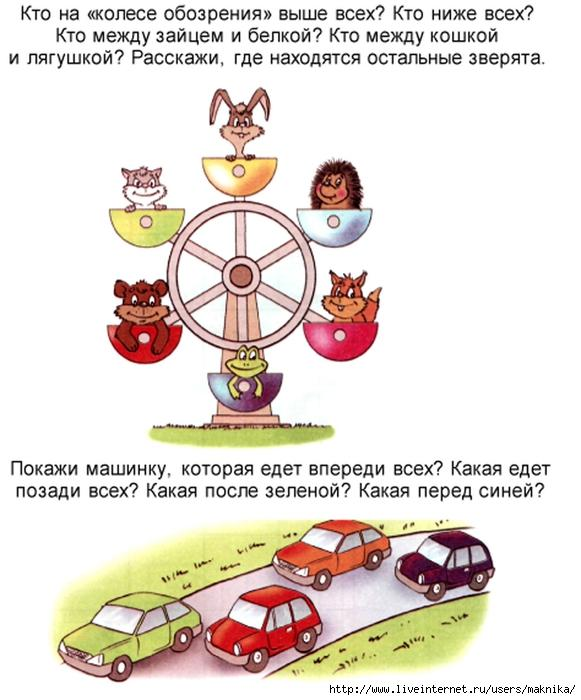 Кто на «колесе обозрения» выше всех? Кто ниже всех?
Кто между зайцем и белкой? Кто между кошкой
и лягушкой? Расскажи, где находятся остальные зверята.
Покажи машинку, которая едет впереди всех? Какая едет
позади всех? Какая после зеленой? Какая перед синей?
http://www.liveinternet.ru/users/maknika/